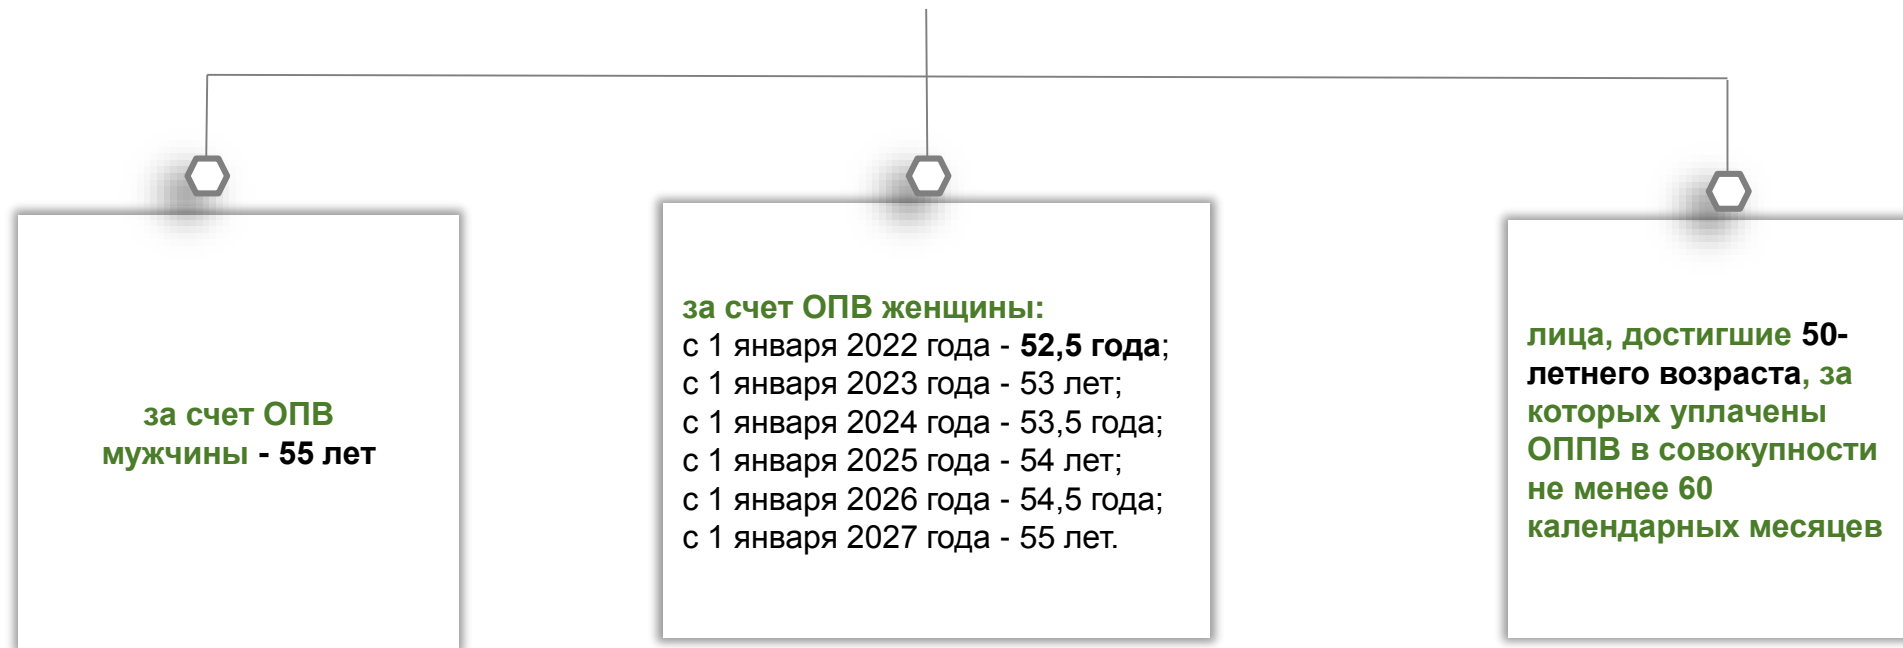 за счет ОПВ
мужчины - 55 лет
за счет ОПВ женщины:
с 1 января 2022 года - 52,5 года;
с 1 января 2023 года - 53 лет;
с 1 января 2024 года - 53,5 года;
с 1 января 2025 года - 54 лет;
с 1 января 2026 года - 54,5 года;
с 1 января 2027 года - 55 лет.
лица, достигшие 50-
летнего возраста, за
которых уплачены
ОППВ в совокупности
не менее 60
календарных месяцев